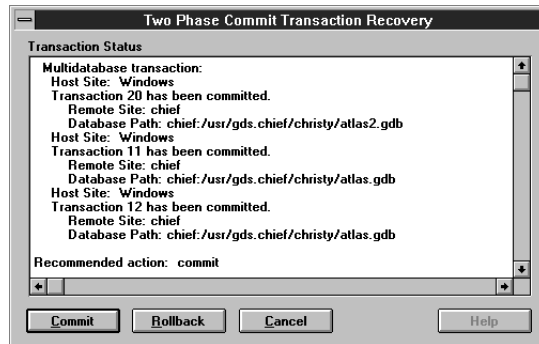 Two Phase Commit Transaction Recovery
Transaction Status
Multidatabase transaction:
Host Site: Windows
Transaction 20 has been committed.
Remote Site: chief
Database Path: chief:/usr/gds.chief/christy/atlas2.gdb
Host Site: Windows
Transaction 11 has been committed.
Remote Site: chief
Database Path: chief:/usr/gds.chief/christy/atlas.gdb
Host Site: Windows
Transaction 12 has been committed.
Remote Site: chief
Database Path: chief:/usr/gds.chief/christy/atlas.gdb
Recommended action: commit
Commit Rollback Cancel Help